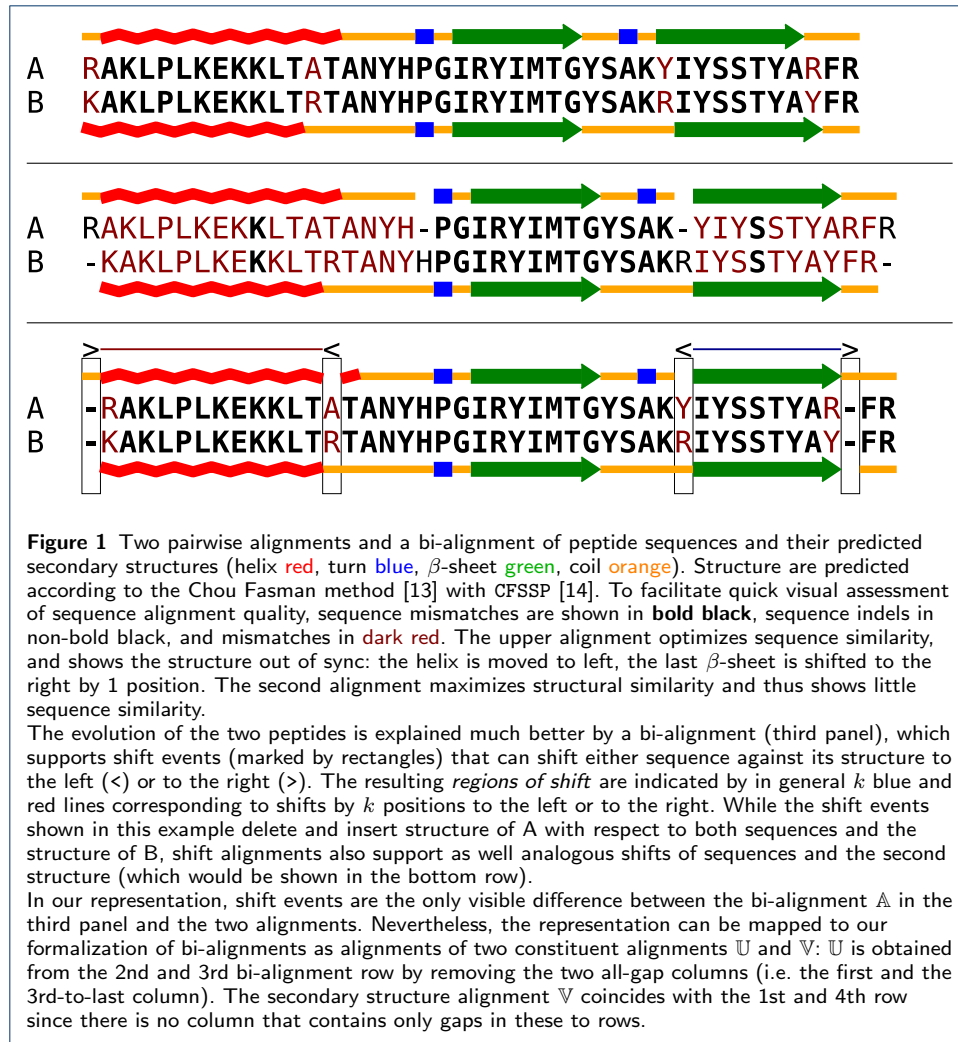 A RAKLPLKEKKLTATANYHPGIRYIMTGYSAKYIYSSTYARFR
B KAKLPLKEKKLTRTANYHPGIRYIMTGYSAKRIYSSTYAYFR
A RAKLPLKEKKLTATANYH-PGIRYIMTGYSAK-YIYSSTYARFR
B -KAKLPLKEKKLTRTANYHPGIRYIMTGYSAKRIYSSTYAYFR-
> < < >
A -RAKLPLKEKKLTATANYHPGIRYIMTGYSAKYIYSSTYAR-FR
B -KAKLPLKEKKLTRTANYHPGIRYIMTGYSAKRIYSSTYAY-FR
Figure 1 Two pairwise alignments and a bi-alignment of peptide sequences and their predicted
secondary structures (helix red, turn blue, β-sheet green, coil orange). Structure are predicted
according to the Chou Fasman method [13] with CFSSP [14]. To facilitate quick visual assessment
of sequence alignment quality, sequence mismatches are shown in bold black, sequence indels in
non-bold black, and mismatches in dark red. The upper alignment optimizes sequence similarity,
and shows the structure out of sync: the helix is moved to left, the last β-sheet is shifted to the
right by 1 position. The second alignment maximizes structural similarity and thus shows little
sequence similarity.
The evolution of the two peptides is explained much better by a bi-alignment (third panel), which
supports shift events (marked by rectangles) that can shift either sequence against its structure to
the left (<) or to the right (>). The resulting regions of shift are indicated by in general k blue and
red lines corresponding to shifts by k positions to the left or to the right. While the shift events
shown in this example delete and insert structure of A with respect to both sequences and the
structure of B, shift alignments also support as well analogous shifts of sequences and the second
structure (which would be shown in the bottom row).
In our representation, shift events are the only visible difference between the bi-alignment 𝔸 in the
third panel and the two alignments. Nevertheless, the representation can be mapped to our
formalization of bi-alignments as alignments of two constituent alignments 𝕌 and 𝕍: 𝕌 is obtained
from the 2nd and 3rd bi-alignment row by removing the two all-gap columns (i.e. the first and the
3rd-to-last column). The secondary structure alignment 𝕍 coincides with the 1st and 4th row
since there is no column that contains only gaps in these to rows.